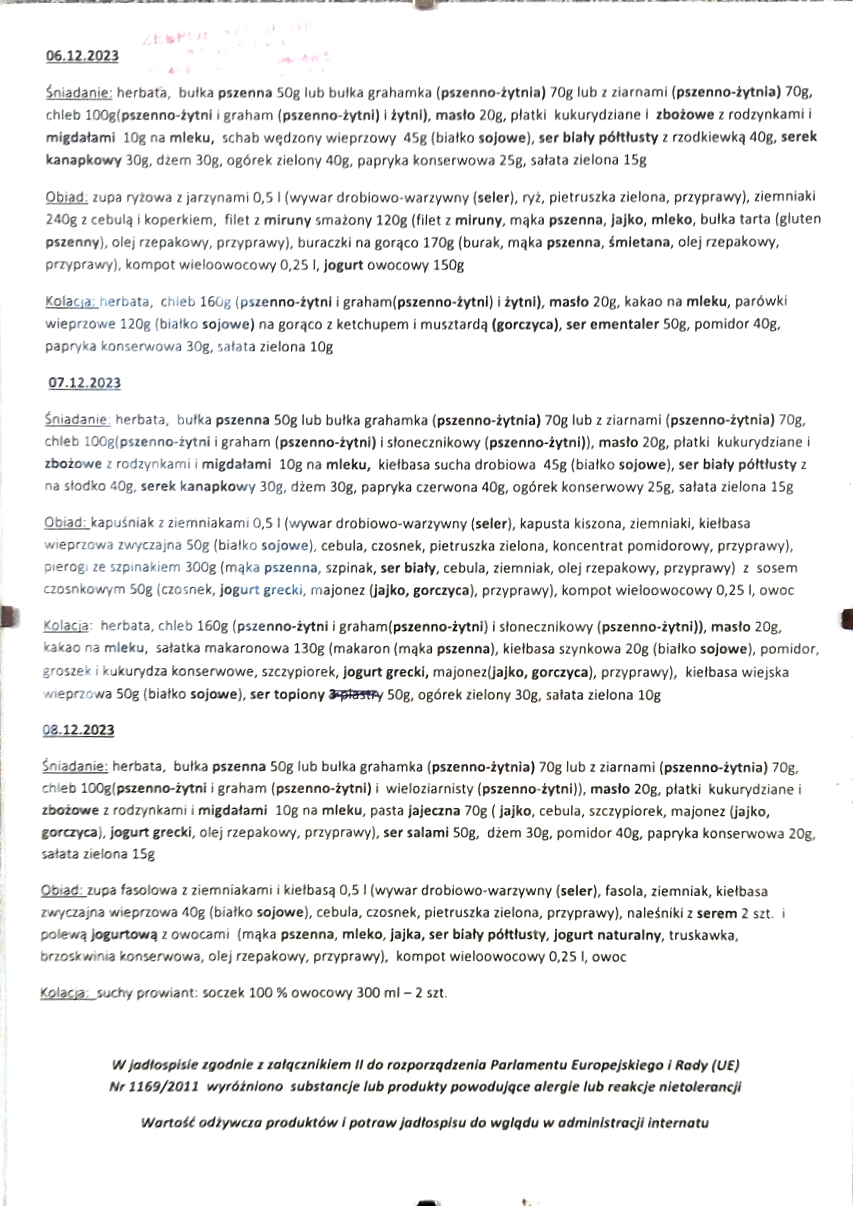 06.12.2023
Śniadanie: herbata, bułka pszenna 50g lub bułka grahamka (pszenno-żytnia) 70g lub z ziarnami (pszenno-żytnia) 70g,
chleb 100g(pszenno-żytni i graham (pszenno-żytni) i żytni), masło 20g, płatki kukurydziane i zbożowe z rodzynkami i
migdałami 10g na mleku, schab wędzony wieprzowy 45g (białko sojowe), ser biały półtłusty z rzodkiewką 40g, serek
kanapkowy 30g, dżem 30g, ogórek zielony 40g, papryka konserwowa 25g, sałata zielona 15g
Obiad: zupa ryżowa z jarzynami 0,5 l (wywar drobiowo-warzywny (seler), ryż, pietruszka zielona, przyprawy), ziemniaki
240g z cebulą i koperkiem, filet z miruny smażony 120g (filet z miruny, mąka pszenna, jajko, mleko, bułka tarta (gluten
pszenny), olej rzepakowy, przyprawy), buraczki na gorąco 170g (burak, mąka pszenna, śmietana, olej rzepakowy,
przyprawy), kompot wieloowocowy 0,25 l, jogurt owocowy 150g
Kolacja: herbata, chleb 160g (pszenno-żytni i graham(pszenno-żytni) i żytni), masło 20g, kakao na mleku, parówki
wieprzowe 120g (białko sojowe) na gorąco z ketchupem i musztardą (gorczyca), ser ementaler 50g, pomidor 40g,
papryka konserwowa 30g, sałata zielona 10g
07.12.2023
Śniadanie: herbata, bułka pszenna 50g lub bułka grahamka (pszenno-żytnia) 70g lub z ziarnami (pszenno-żytnia) 70g,
chleb 100g(pszenno-żytni i graham (pszenno-żytni) i słonecznikowy (pszenno-żytni)), masło 20g, płatki kukurydziane i
zbożowe z rodzynkami i migdałami 10g na mleku, kiełbasa sucha drobiowa 45g (białko sojowe), ser biały półtłusty z
na słodko 40g, serek kanapkowy 30g, dżem 30g, papryka czerwona 40g, ogórek konserwowy 25g, sałata zielona 15g
Obiad: kapuśniak z ziemniakami 0,5 l (wywar drobiowo-warzywny (seler), kapusta kiszona, ziemniaki, kiełbasa
wieprzowa zwyczajna 50g (białko sojowe), cebula, czosnek, pietruszka zielona, koncentrat pomidorowy, przyprawy),
pierogi ze szpinakiem 300g (mąka pszenna, szpinak, ser biały, cebula, ziemniak, olej rzepakowy, przyprawy) z sosem
czosnkowym 50g (czosnek, jogurt grecki, majonez (jajko, gorczyca), przyprawy), kompot wieloowocowy 0,25 l, owoc
Kolacja: herbata, chleb 160g (pszenno-żytni i graham(pszenno-żytni) i słonecznikowy (pszenno-żytni)), masło 20g,
kakao na mleku, sałatka makaronowa 130g (makaron (mąka pszenna), kiełbasa szynkowa 20g (białko sojowe), pomidor,
groszek i kukurydza konserwowe, szczypiorek, jogurt grecki, majonez(jajko, gorczyca), przyprawy), kiełbasa wiejska
wieprzowa 50g (białko sojowe), ser topiony 3 plastry 50g, ogórek zielony 30g, sałata zielona 10g
08.12.2023
Śniadanie: herbata, bułka pszenna 50g lub bułka grahamka (pszenno-żytnia) 70g lub z ziarnami (pszenno-żytnia) 70g,
chleb 100g(pszenno-żytni i graham (pszenno-żytni) i wieloziarnisty (pszenno-żytni)), masło 20g, płatki kukurydziane i
zbożowe z rodzynkami i migdałami 10g na mleku, pasta jajeczna 70g ( jajko, cebula, szczypiorek, majonez (jajko,
gorczyca), jogurt grecki, olej rzepakowy, przyprawy), ser salami 50g, dżem 30g, pomidor 40g, papryka konserwowa 20g,
sałata zielona 15g
Obiad: zupa fasolowa z ziemniakami i kiełbasą 0,5 l (wywar drobiowo-warzywny (seler), fasola, ziemniak, kiełbasa
zwyczajna wieprzowa 40g (białko sojowe), cebula, czosnek, pietruszka zielona, przyprawy), naleśniki z serem 2 szt. i
polewą jogurtową z owocami (mąka pszenna, mleko, jajka, ser biały półtłusty, jogurt naturalny, truskawka,
brzoskwinia konserwowa, olej rzepakowy, przyprawy), kompot wieloowocowy 0,25 l, owoc
Kolacja: suchy prowiant: soczek 100 % owocowy 300 ml – 2 szt.
W jadłospisie zgodnie z załącznikiem II do rozporządzenia Parlamentu Europejskiego i Rady (UE)
Nr 1169/2011 wyróżniono substancje lub produkty powodujące alergie lub reakcje nietolerancji
Wartość odżywcza produktów i potraw jadłospisu do wglądu w administracji internatu